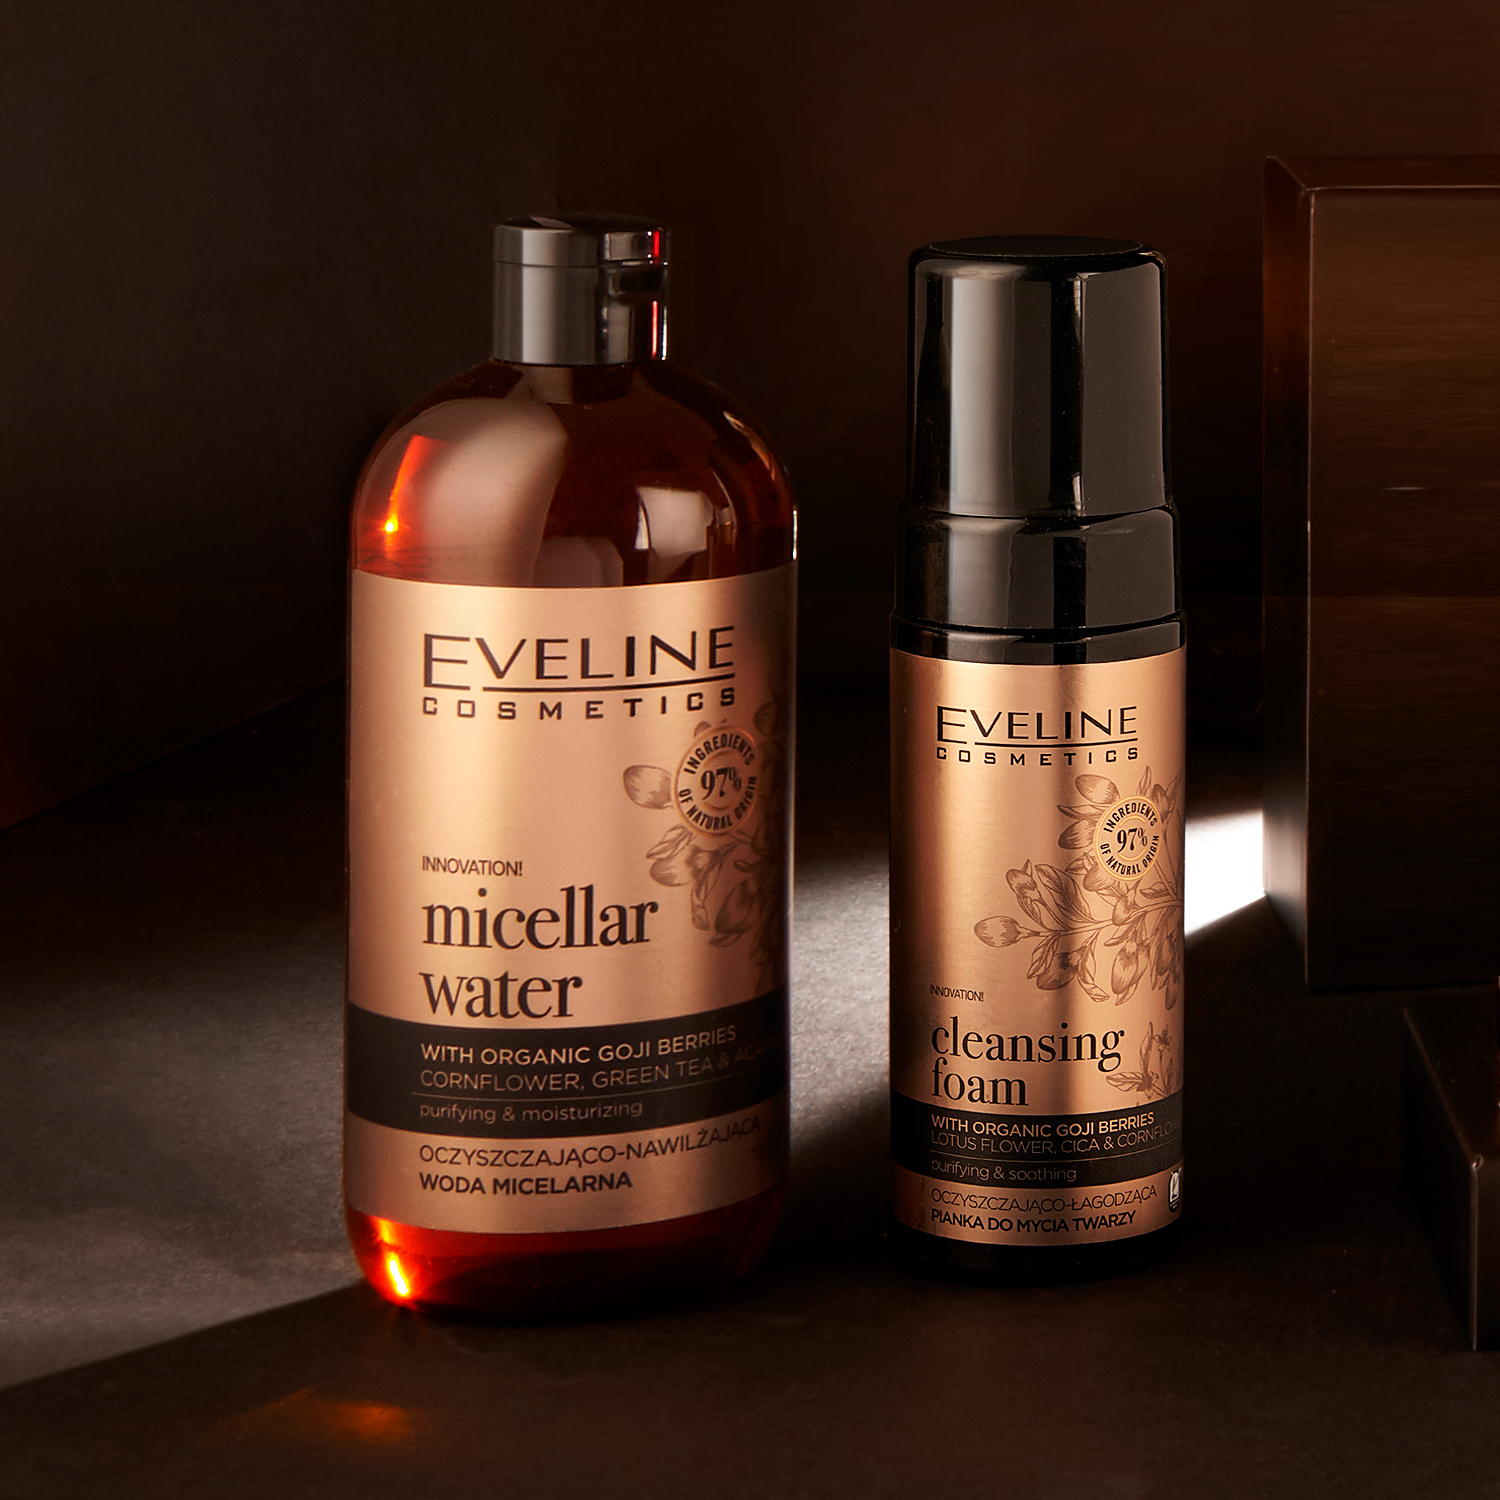 EVELINE
COSMETICS
INGREDIENTS
97%
OF NATURAL ORIGIN
INNOVATION!
micellar
water
WITH ORGANIC GOJI BERRIES
CORNFLOWER, GREEN TEA &
purifying & moisturizing
OCZYSZCZAJĄCO-NAWILŻAJĄCA
WODA MICELARNA
EVELINE
COSMETICS
INGREDIENTS
97%
OF NATURAL ORIGIN
INNOVATION!
cleansing
foam
WITH ORGANIC GOJI BERRIES
LOTUS FLOWER, CICA & CORNFLO
purifying & soothing
OCZYSZCZAJĄCO-ŁAGODZĄCA
PIANKA DO MYCIA TWARZY